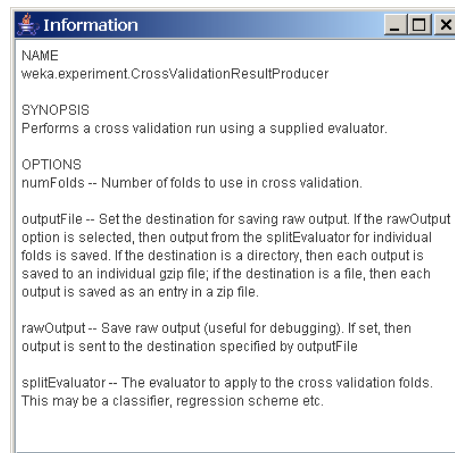 Information
NAME
weka.experiment.CrossValidationResultProducer
SYNOPSIS
Performs a cross validation run using a supplied evaluator.
OPTIONS
numFolds -- Number of folds to use in cross validation.
outputFile -- Set the destination for saving raw output. If the rawOutput
option is selected, then output from the splitEvaluator for individual
folds is saved. If the destination is a directory, then each output is
saved to an individual gzip file; if the destination is a file, then each
output is saved as an entry in a zip file.
rawOutput -- Save raw output (useful for debugging). If set, then
output is sent to the destination specified by outputFile
splitEvaluator -- The evaluator to apply to the cross validation folds.
This may be a classifier, regression scheme etc.